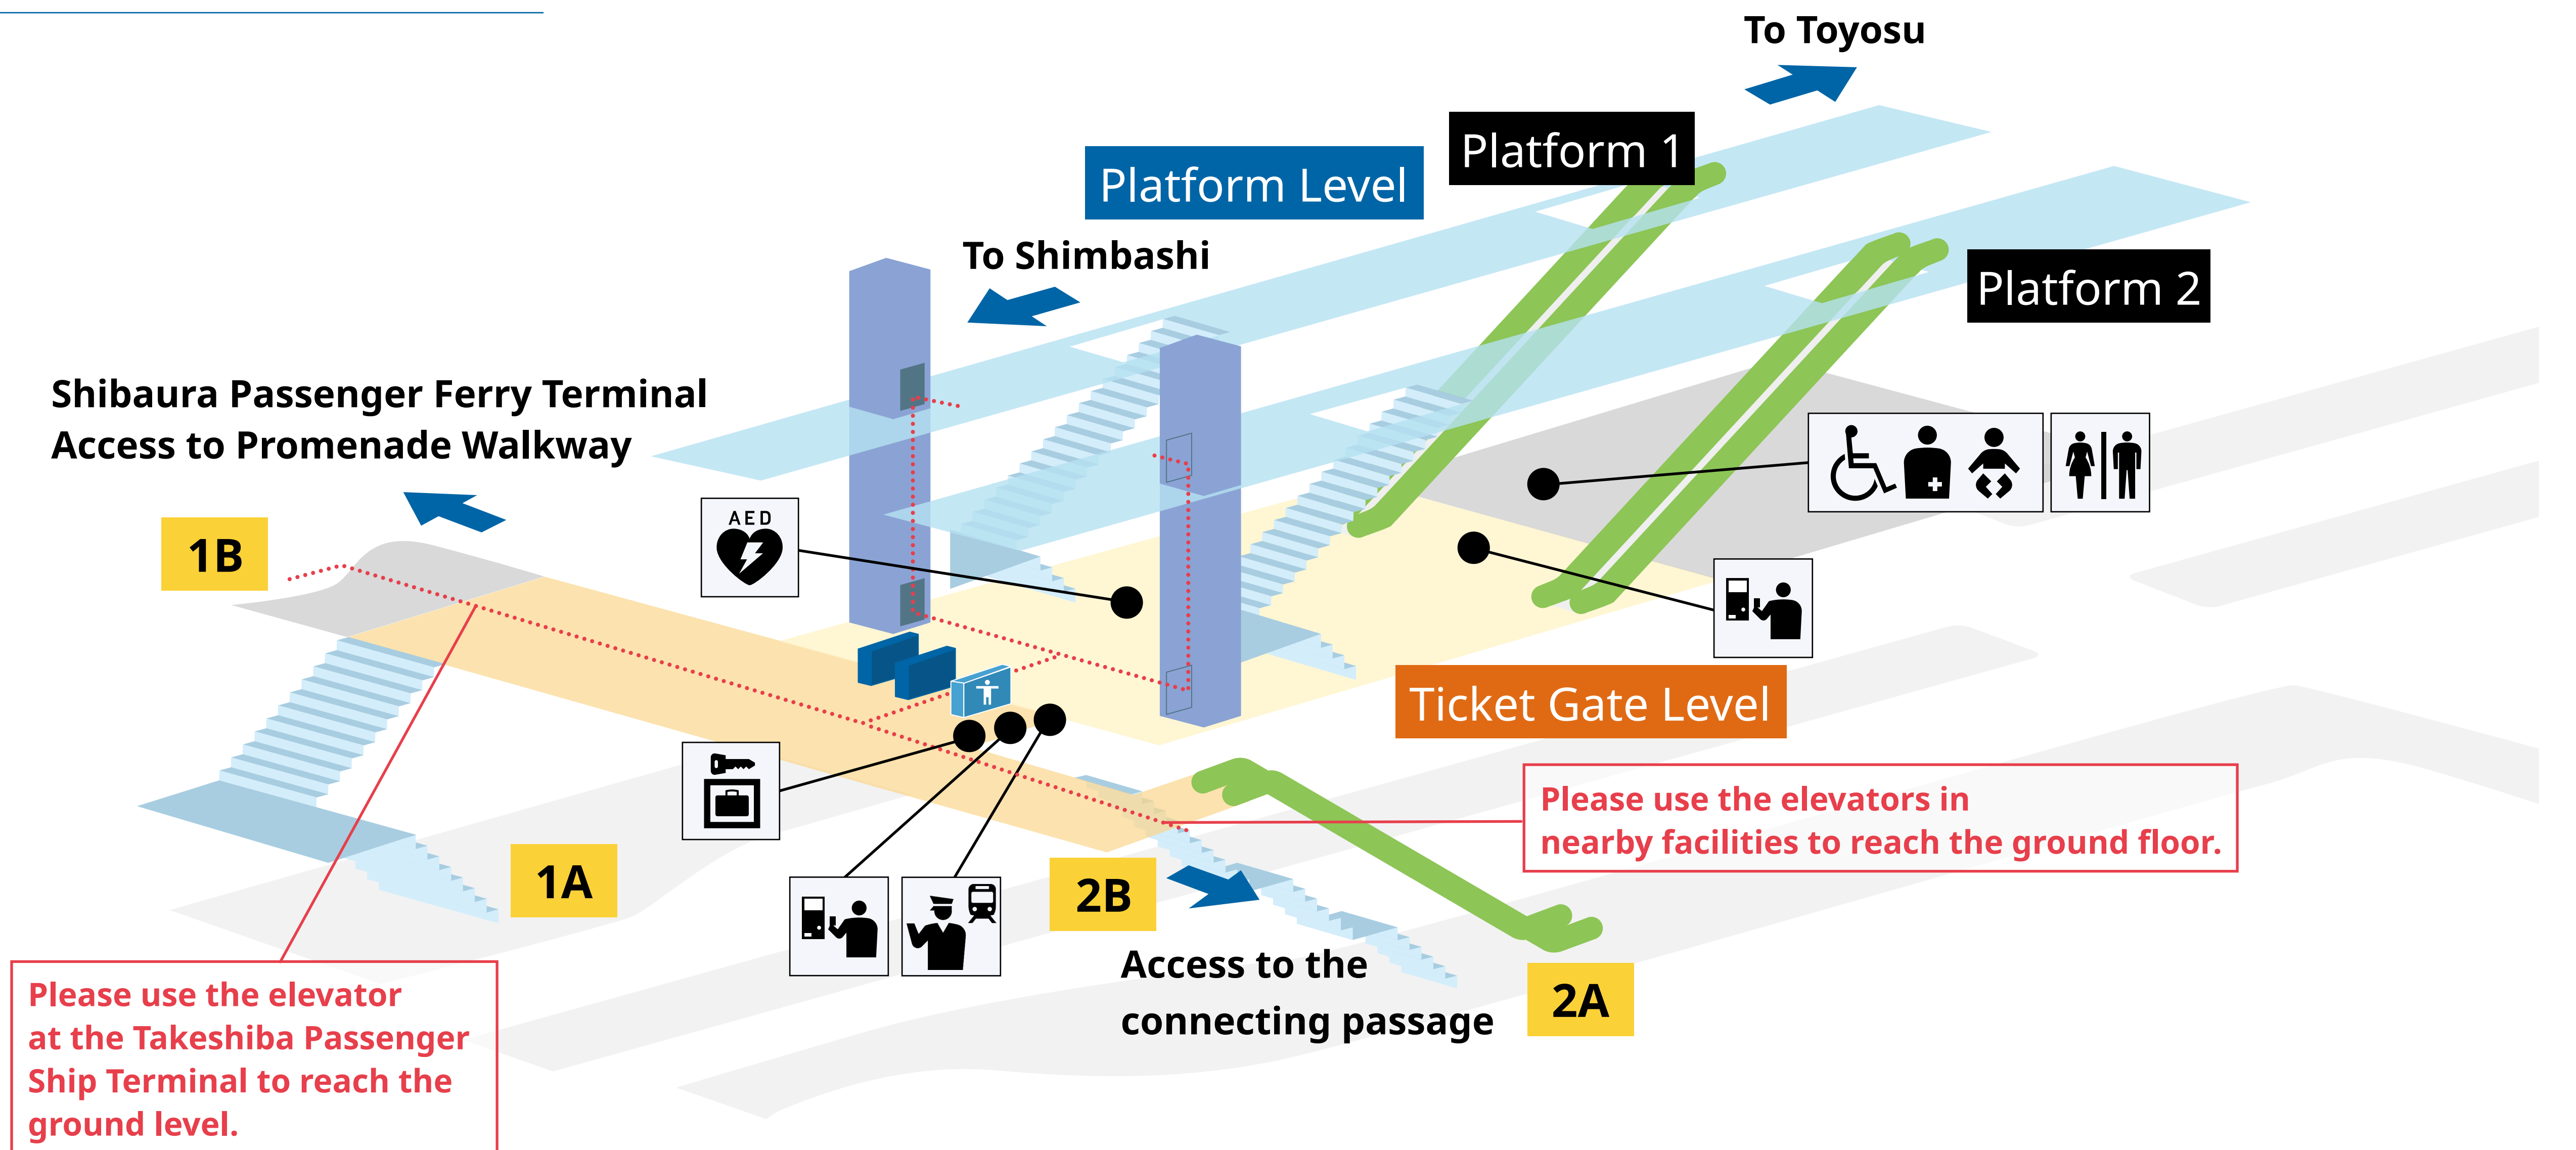 To Toyosu
Platform 1
Platform Level
To Shimbashi
Platform 2
Shibaura Passenger Ferry Terminal
Access to Promenade Walkway
AED
1B
Ticket Gate Level
Please use the elevators in
nearby facilities to reach the ground floor.
1A
2B
Access to the
connecting passage
2A
Please use the elevator
at the Takeshiba Passenger
Ship Terminal to reach the
ground level.